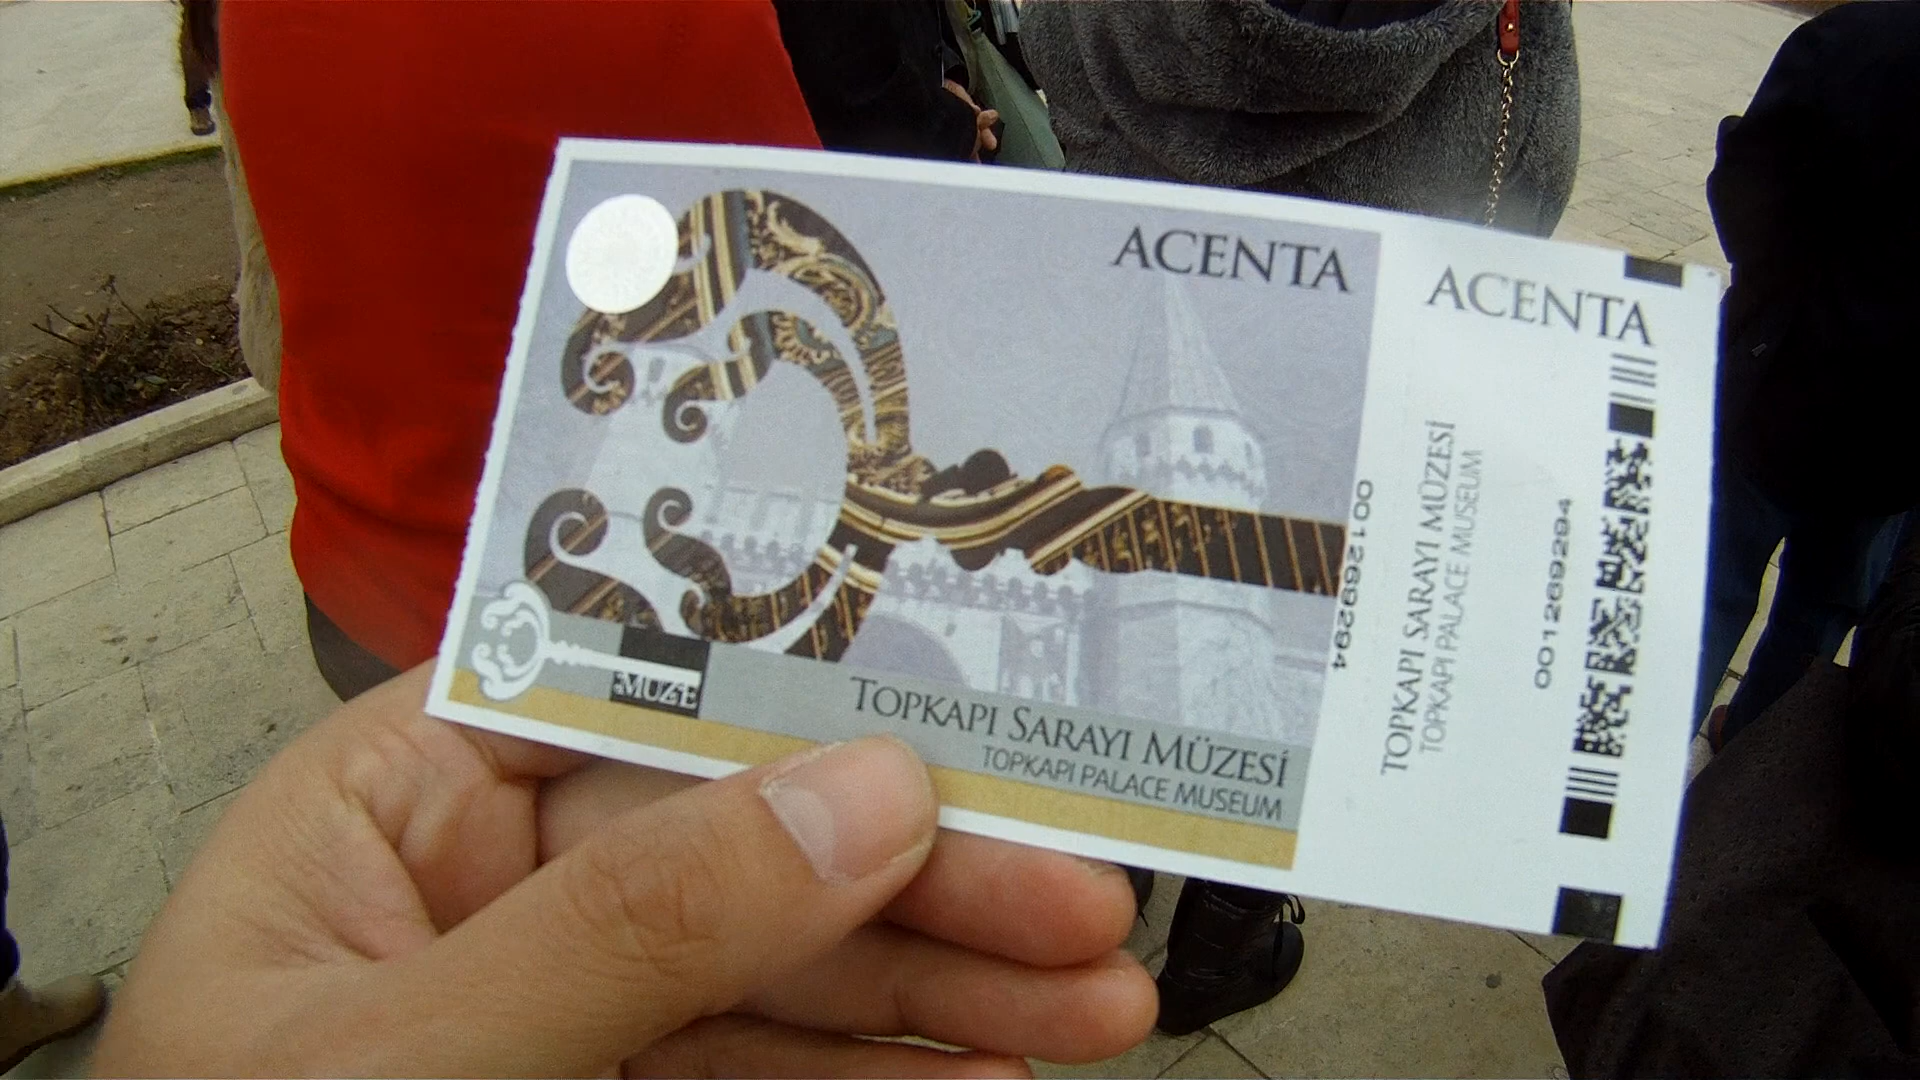 ACENTA
MÜZE
TOPKAPI SARAYI MÜZESİ
TOPKAPI PALACE MUSEUM
001269294
ACENTA
TOPKAPI SARAYI MÜZESİ
TOPKAPI PALACE MUSEUM
001269294